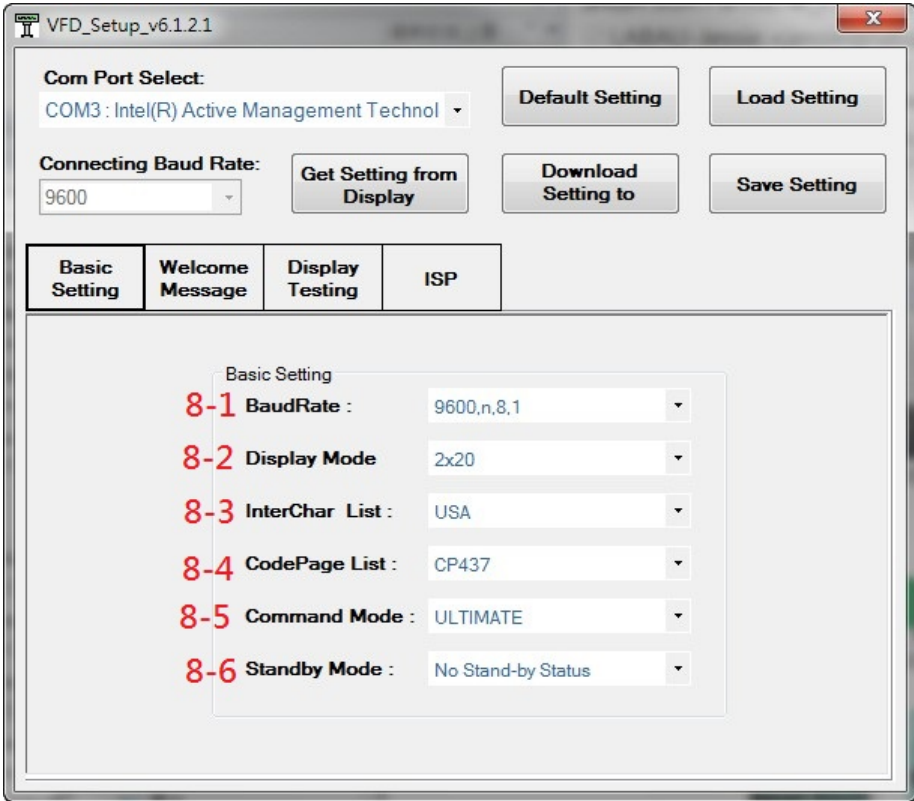 VFD_Setup_v6.1.2.1
Com Port Select:
COM3 : Intel(R) Active Management Technol
Default Setting
Load Setting
Connecting Baud Rate:
9600
Get Setting from
Display
Download
Setting to
Save Setting
Basic
Setting
Welcome
Message
Display
Testing
ISP
Basic Setting
8-1 BaudRate : 9600,n,8,1
8-2 Display Mode 2x20
8-3 InterChar List : USA
8-4 CodePage List : CP437
8-5 Command Mode : ULTIMATE
8-6 Standby Mode : No Stand-by Status